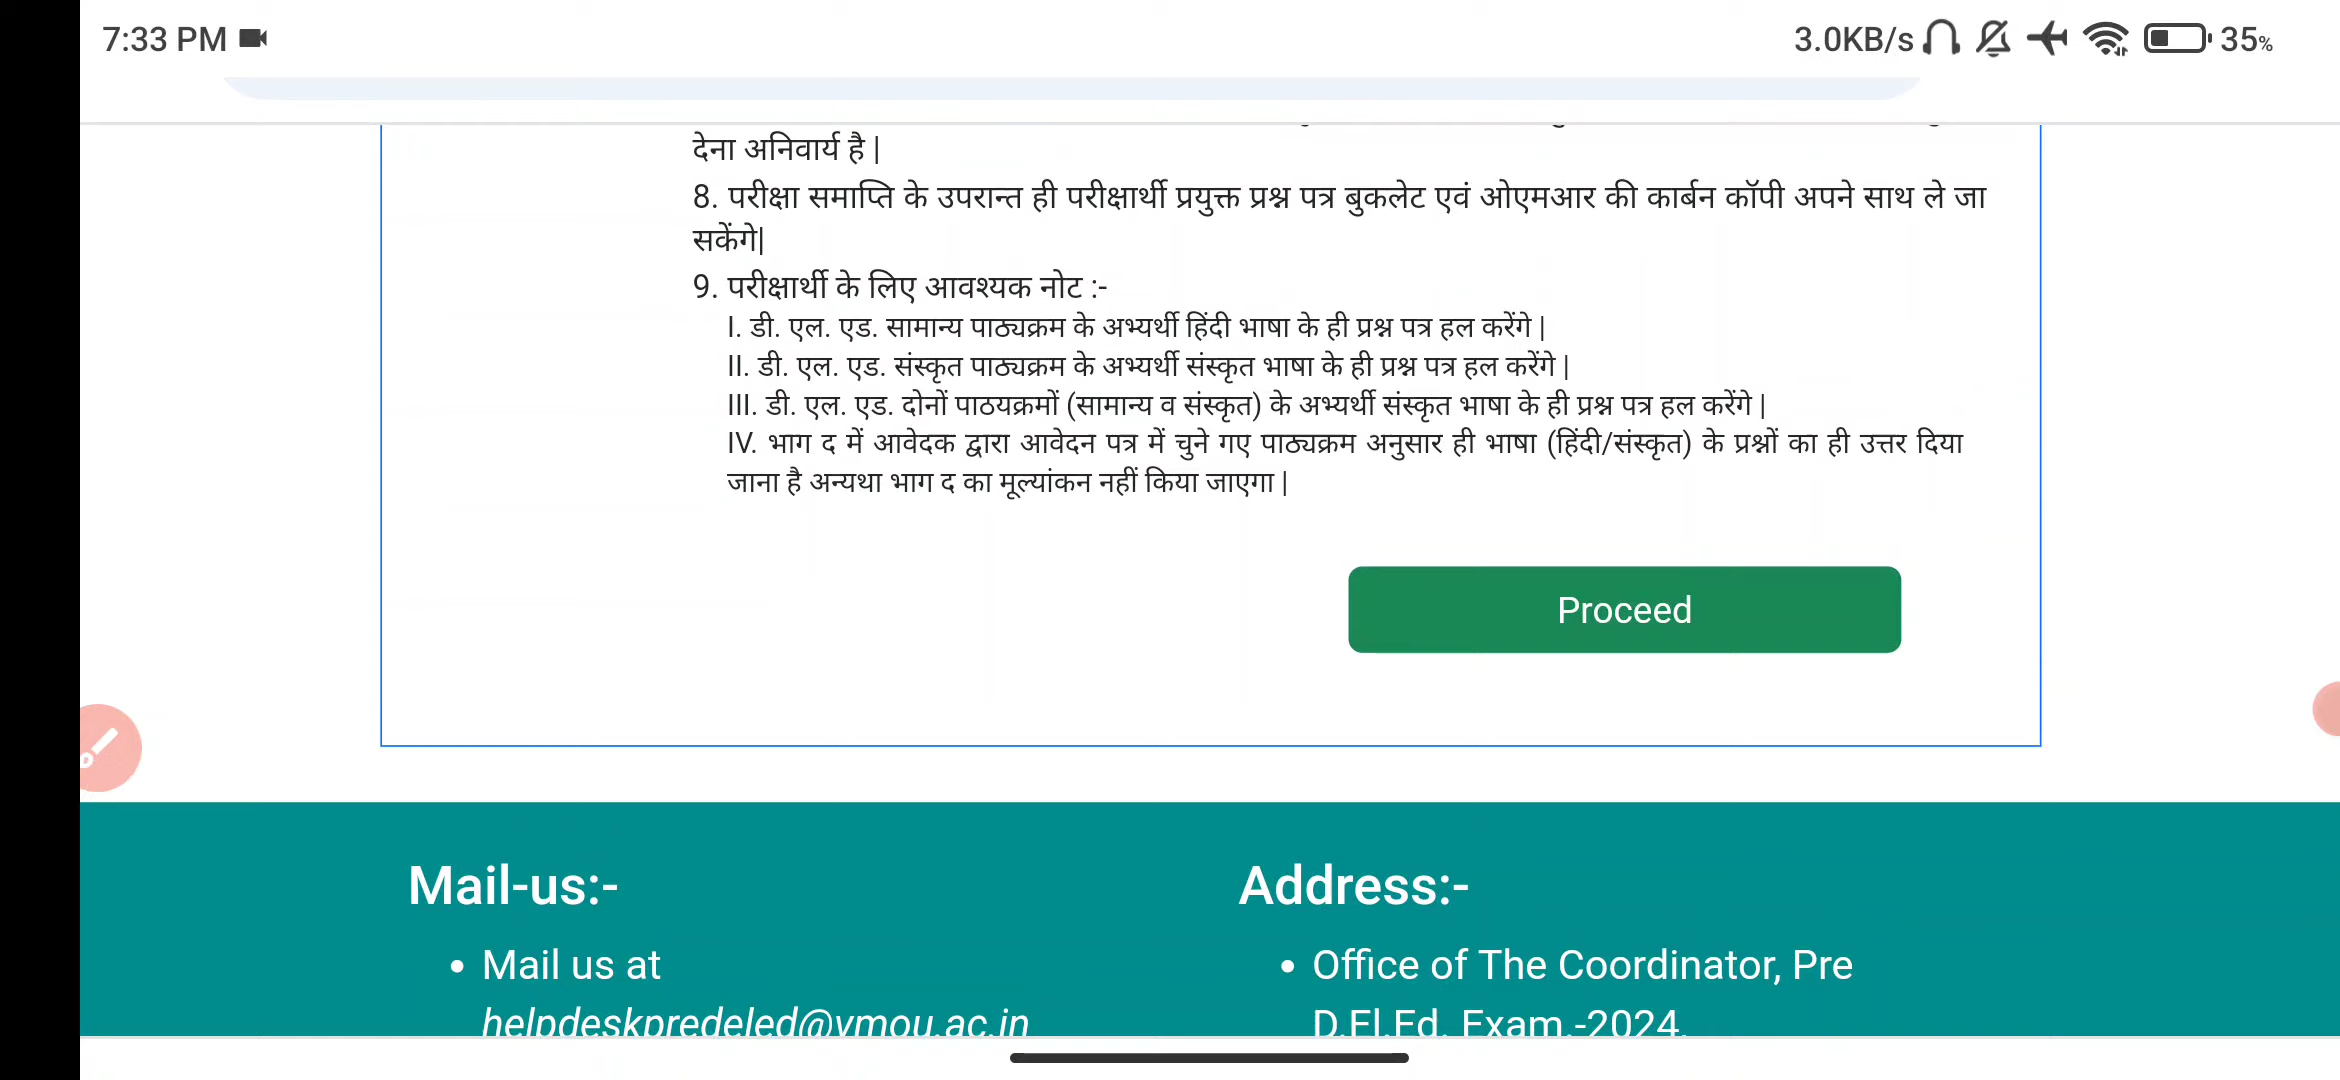 7:33 PM
3.0KB/s
35%
देना अनिवार्य है |
8. परीक्षा समाप्ति के उपरान्त ही परीक्षार्थी प्रयुक्त प्रश्न पत्र बुकलेट एवं ओएमआर की कार्बन कॉपी अपने साथ ले जा
सकेंगे|
9. परीक्षार्थी के लिए आवश्यक नोट :-
I. डी. एल. एड. सामान्य पाठ्यक्रम के अभ्यर्थी हिंदी भाषा के ही प्रश्न पत्र हल करेंगे |
II. डी. एल. एड. संस्कृत पाठ्यक्रम के अभ्यर्थी संस्कृत भाषा के ही प्रश्न पत्र हल करेंगे |
III. डी. एल. एड. दोनों पाठयक्रमों (सामान्य व संस्कृत) के अभ्यर्थी संस्कृत भाषा के ही प्रश्न पत्र हल करेंगे |
IV. भाग द में आवेदक द्वारा आवेदन पत्र में चुने गए पाठ्यक्रम अनुसार ही भाषा (हिंदी/संस्कृत) के प्रश्नों का ही उत्तर दिया
जाना है अन्यथा भाग द का मूल्यांकन नहीं किया जाएगा |
Proceed
Mail-us:-
Address:-
Mail us at
helpdeskpredeled@vmou.ac.in
Office of The Coordinator, Pre
D.El.Ed. Exam.-2024,